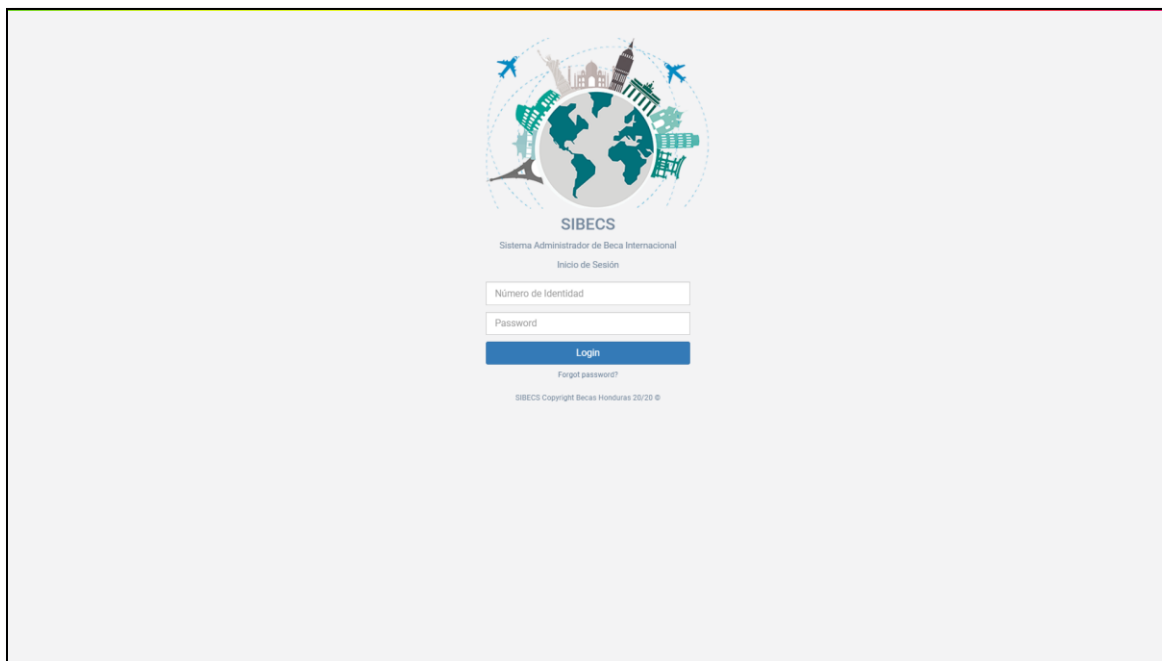 SIBECS
Sistema Administrador de Beca Internacional
Inicio de Sesión
Número de Identidad
Password
Login
Forgot password?
SIBECS Copyright Becas Honduras 20/20 ©